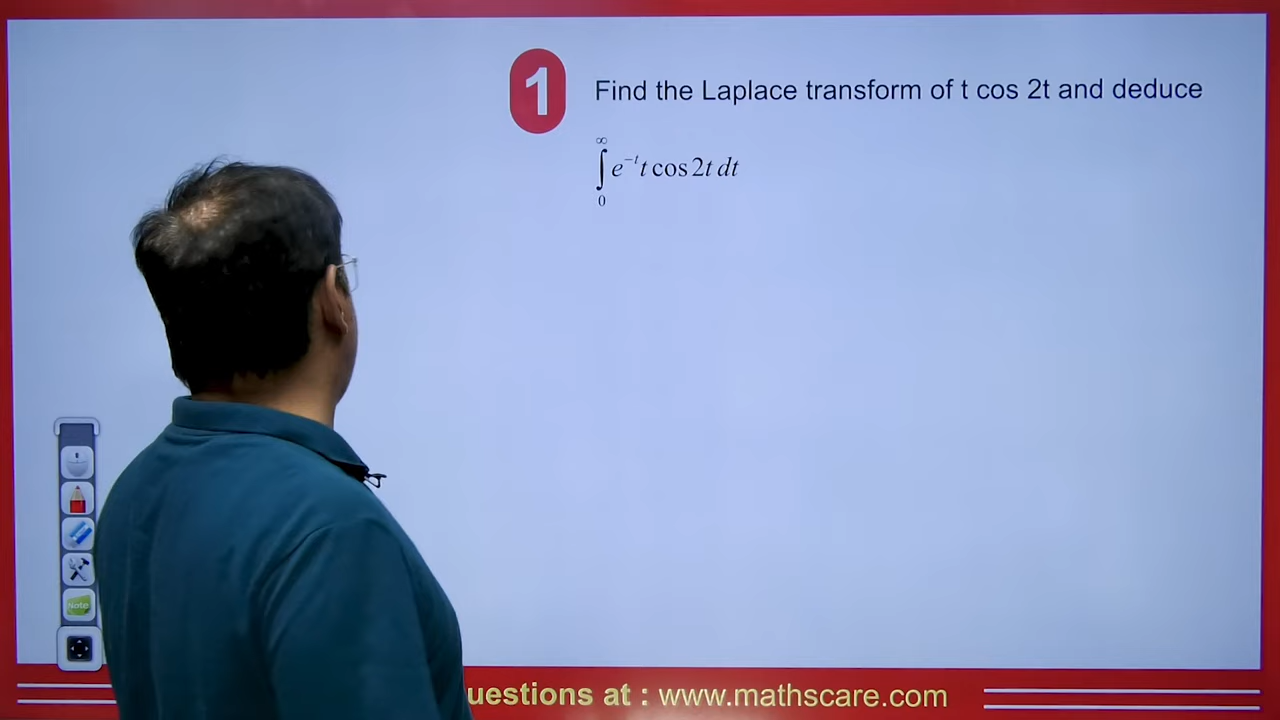 1 Find the Laplace transform of t cos 2t and deduce
∞
∫ e⁻ᵗ t cos 2t dt
0
Note
uestions at : www.mathscare.com